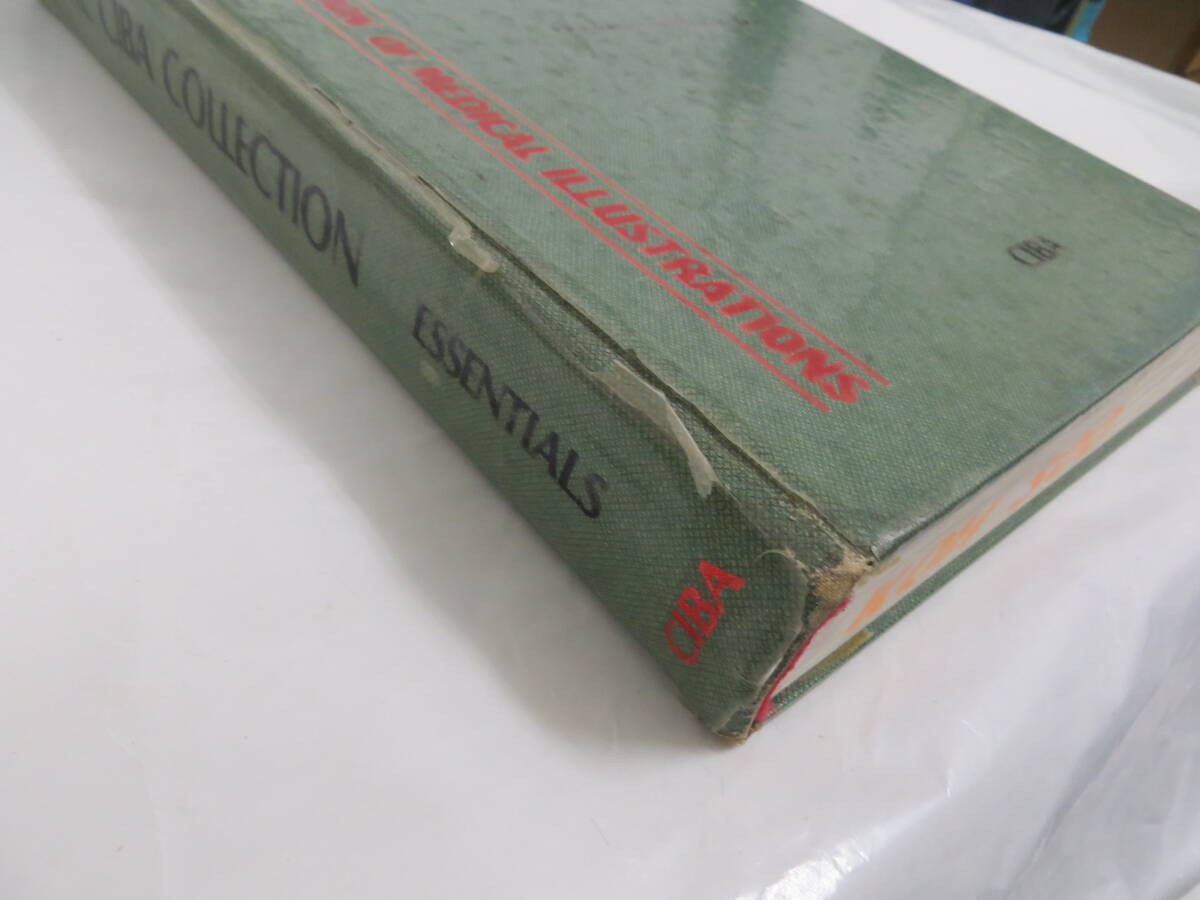 CIBA COLLECTION ESSENTIALS
CIBA
of MEDICAL ILLUSTRATIONS
CIBA